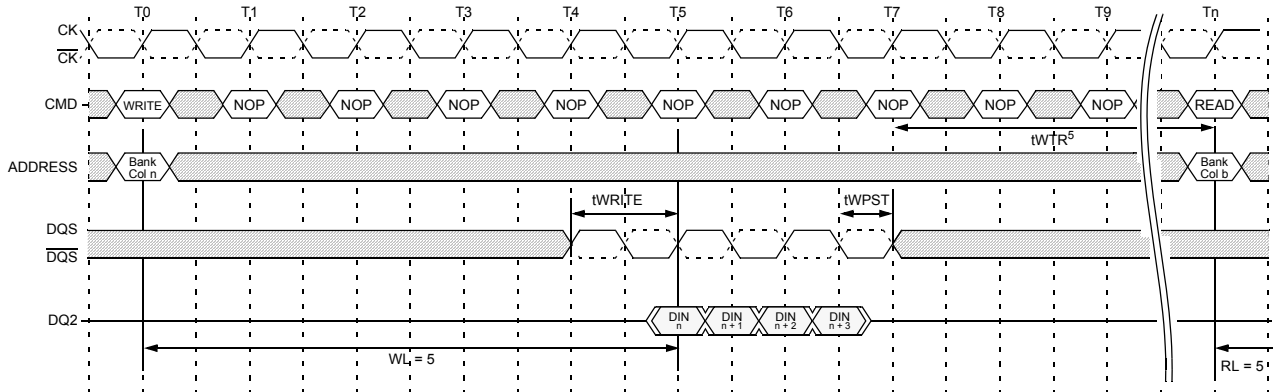 T0 T1 T2 T3 T4 T5 T6 T7 T8 T9 Tn
CK
CK
CMD WRITE NOP NOP NOP NOP NOP NOP NOP NOP NOP READ
tWTR5
ADDRESS Bank Col n Bank Col b
tWRITE tWPST
DQS
DQS
DQ2 DIN n DIN n + 1 DIN n + 2 DIN n + 3
WL = 5 RL = 5